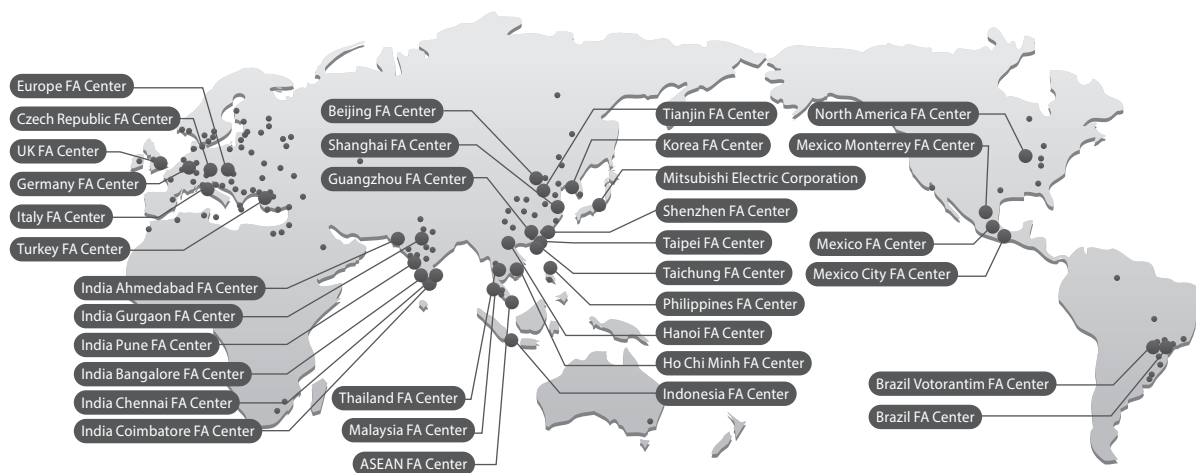 Europe FA Center
Czech Republic FA Center
UK FA Center
Germany FA Center
Italy FA Center
Turkey FA Center
India Ahmedabad FA Center
India Gurgaon FA Center
India Pune FA Center
India Bangalore FA Center
India Chennai FA Center
India Coimbatore FA Center
Beijing FA Center
Shanghai FA Center
Guangzhou FA Center
Thailand FA Center
Malaysia FA Center
ASEAN FA Center
Tianjin FA Center
Korea FA Center
Mitsubishi Electric Corporation
Shenzhen FA Center
Taipei FA Center
Taichung FA Center
Philippines FA Center
Hanoi FA Center
Ho Chi Minh FA Center
Indonesia FA Center
North America FA Center
Mexico Monterrey FA Center
Mexico FA Center
Mexico City FA Center
Brazil Votorantim FA Center
Brazil FA Center